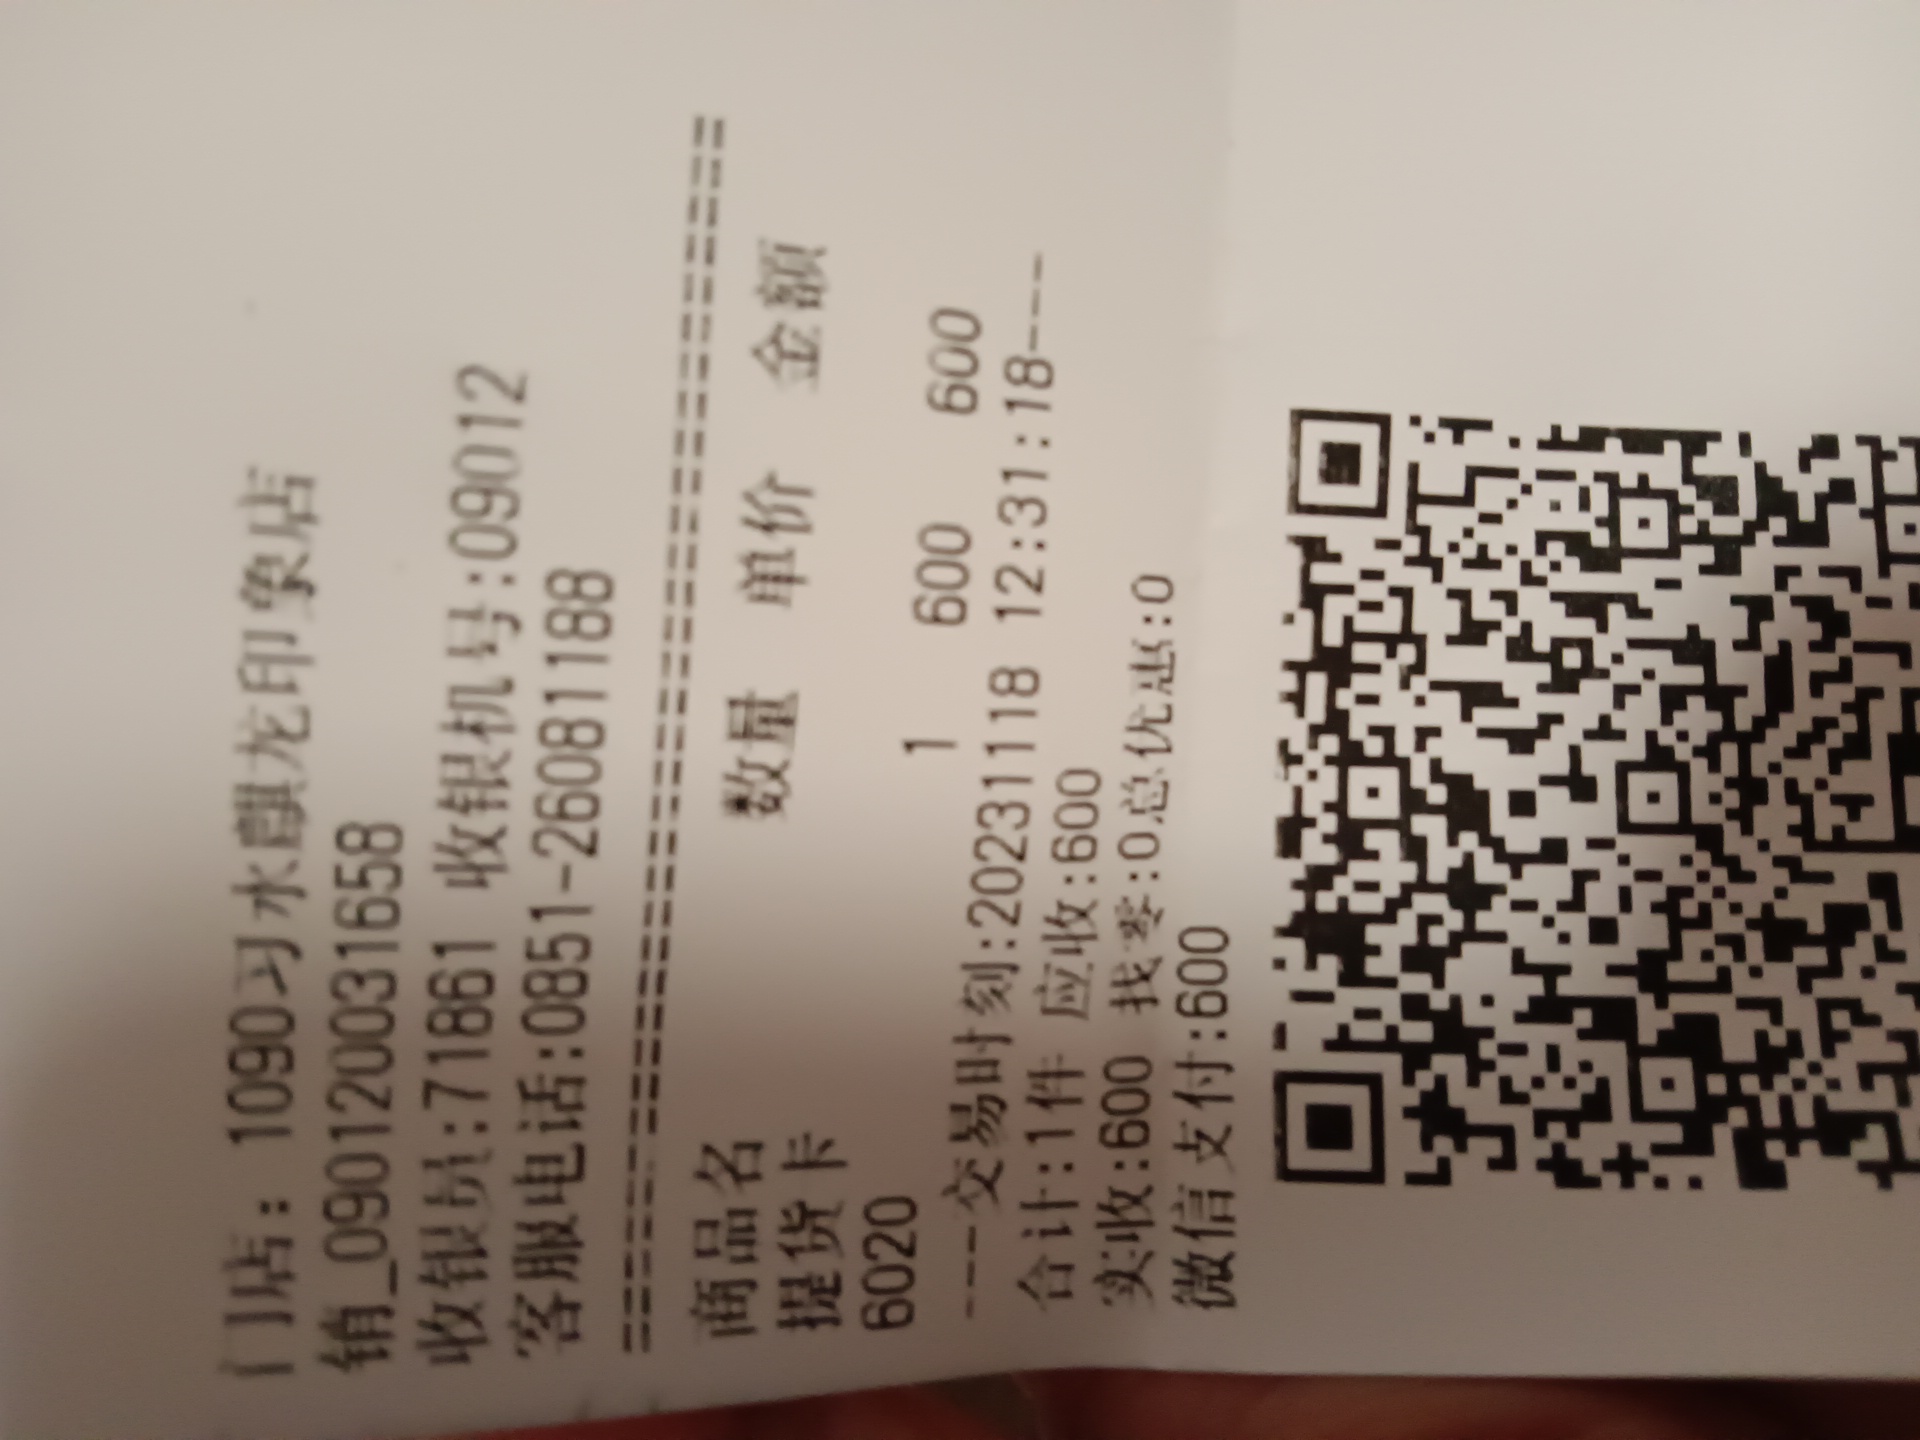 门店：1090习水麒龙印象店
销_090120031658
收银员:71861 收银机号:09012
客服电话:0851-26081188
================================
商品名 数量 单价 金额
提货卡
6020 1 600 600
---交易时刻:20231118 12:31:18----
合计:1件 应收:600
实收:600 找零:0总优惠:0
微信支付:600